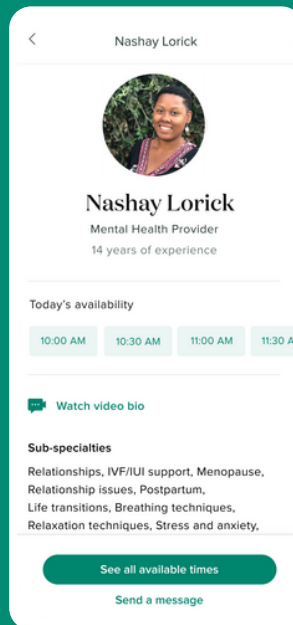 Nashay Lorick
Nashay Lorick
Mental Health Provider
14 years of experience
Today's availability
10:00 AM 10:30 AM 11:00 AM 11:30 A
Watch video bio
Sub-specialties
Relationships, IVF/IUI support, Menopause,
Relationship issues, Postpartum,
Life transitions, Breathing techniques,
Relaxation techniques, Stress and anxiety,
See all available times
Send a message